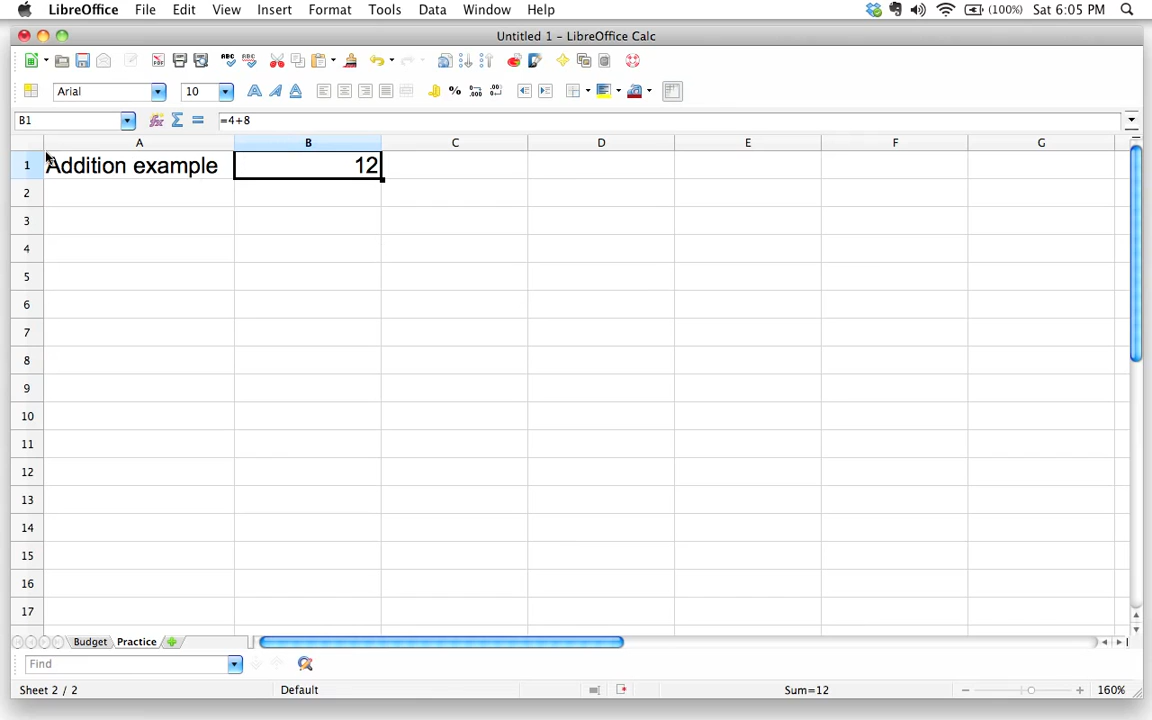 LibreOffice File Edit View Insert Format Tools Data Window Help (100%) Sat 6:05 PM
Untitled 1 - LibreOffice Calc
Arial 10
B1 =4+8
A B C D E F G
1 Addition example 12
2
3
4
5
6
7
8
9
10
11
12
13
14
15
16
17
Budget Practice
Find
Sheet 2 / 2 Default Sum=12 160%